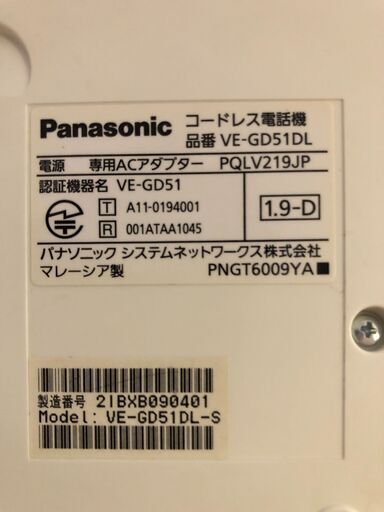 Panasonic コードレス電話機
品番 VE-GD51DL
電源 専用ACアダプター PQLV219JP
認証機器名 VE-GD51
T A11-0194001
R 001ATAA1045
1.9-D
パナソニック システムネットワークス株式会社
マレーシア製 PNGT6009YA■
製造番号 2IBXB090401
Model: VE-GD51DL-S